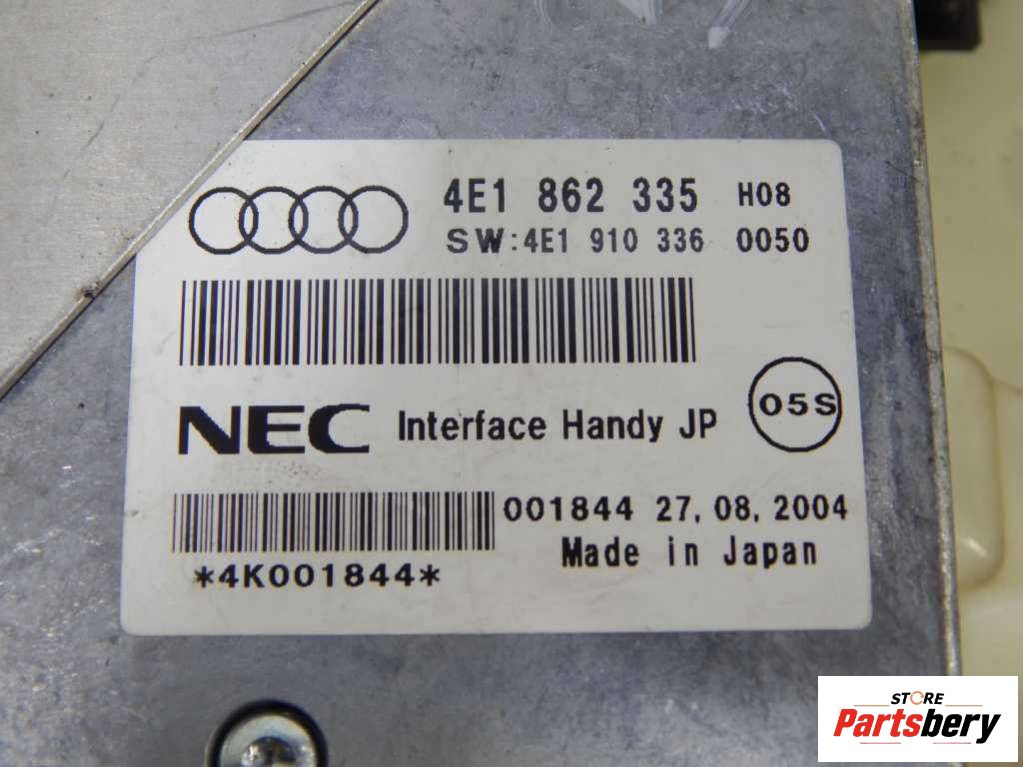 4E1 862 335 H08
SW:4E1 910 336 0050
NEC Interface Handy JP 05S
001844 27.08.2004
Made in Japan
*4K001844*
STORE
Partsbery